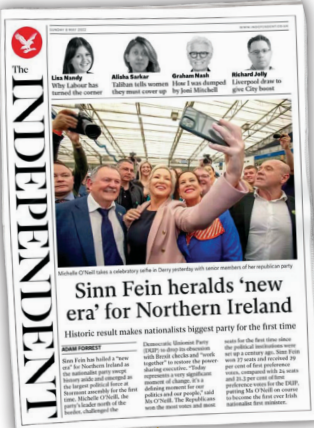 SUNDAY 8 MAY 2022
WWW.INDEPENDENT.CO.UK
The
INDEPENDENT
Lisa Nandy
Why Labour has
turned the corner
Alisha Sarkar
Taliban tells women
they must cover up
Graham Nash
How I was dumped
by Joni Mitchell
Richard Jolly
Liverpool draw to
give City boost
Michelle O'Neill takes a celebratory selfie in Derry yesterday with senior members of her republican party
Sinn Fein heralds ‘new
era’ for Northern Ireland
Historic result makes nationalists biggest party for the first time
ADAM FORREST
Sinn Fein has hailed a “new
era” for Northern Ireland as
the nationalist party swept
history aside and emerged as
the largest political force at
Stormont assembly for the first
time. Michelle O'Neill, the
party's leader north of the
border, challenged the
Democratic Unionist Party
(DUP) to drop its obsession
with Brexit checks and “work
together” to restore the power-
sharing executive. “Today
represents a very significant
moment of change, it's a
defining moment for our
politics and our people,” said
Ms O'Neill. The Republicans
won the most votes and most
seats for the first time since
the political institutions were
set up a century ago. Sinn Fein
won 27 seats and received 29
per cent of first preference
votes, compared with 24 seats
and 21.3 per cent of first
preference votes for the DUP,
putting Ms O'Neill on course
to become the first ever Irish
nationalist first minister.